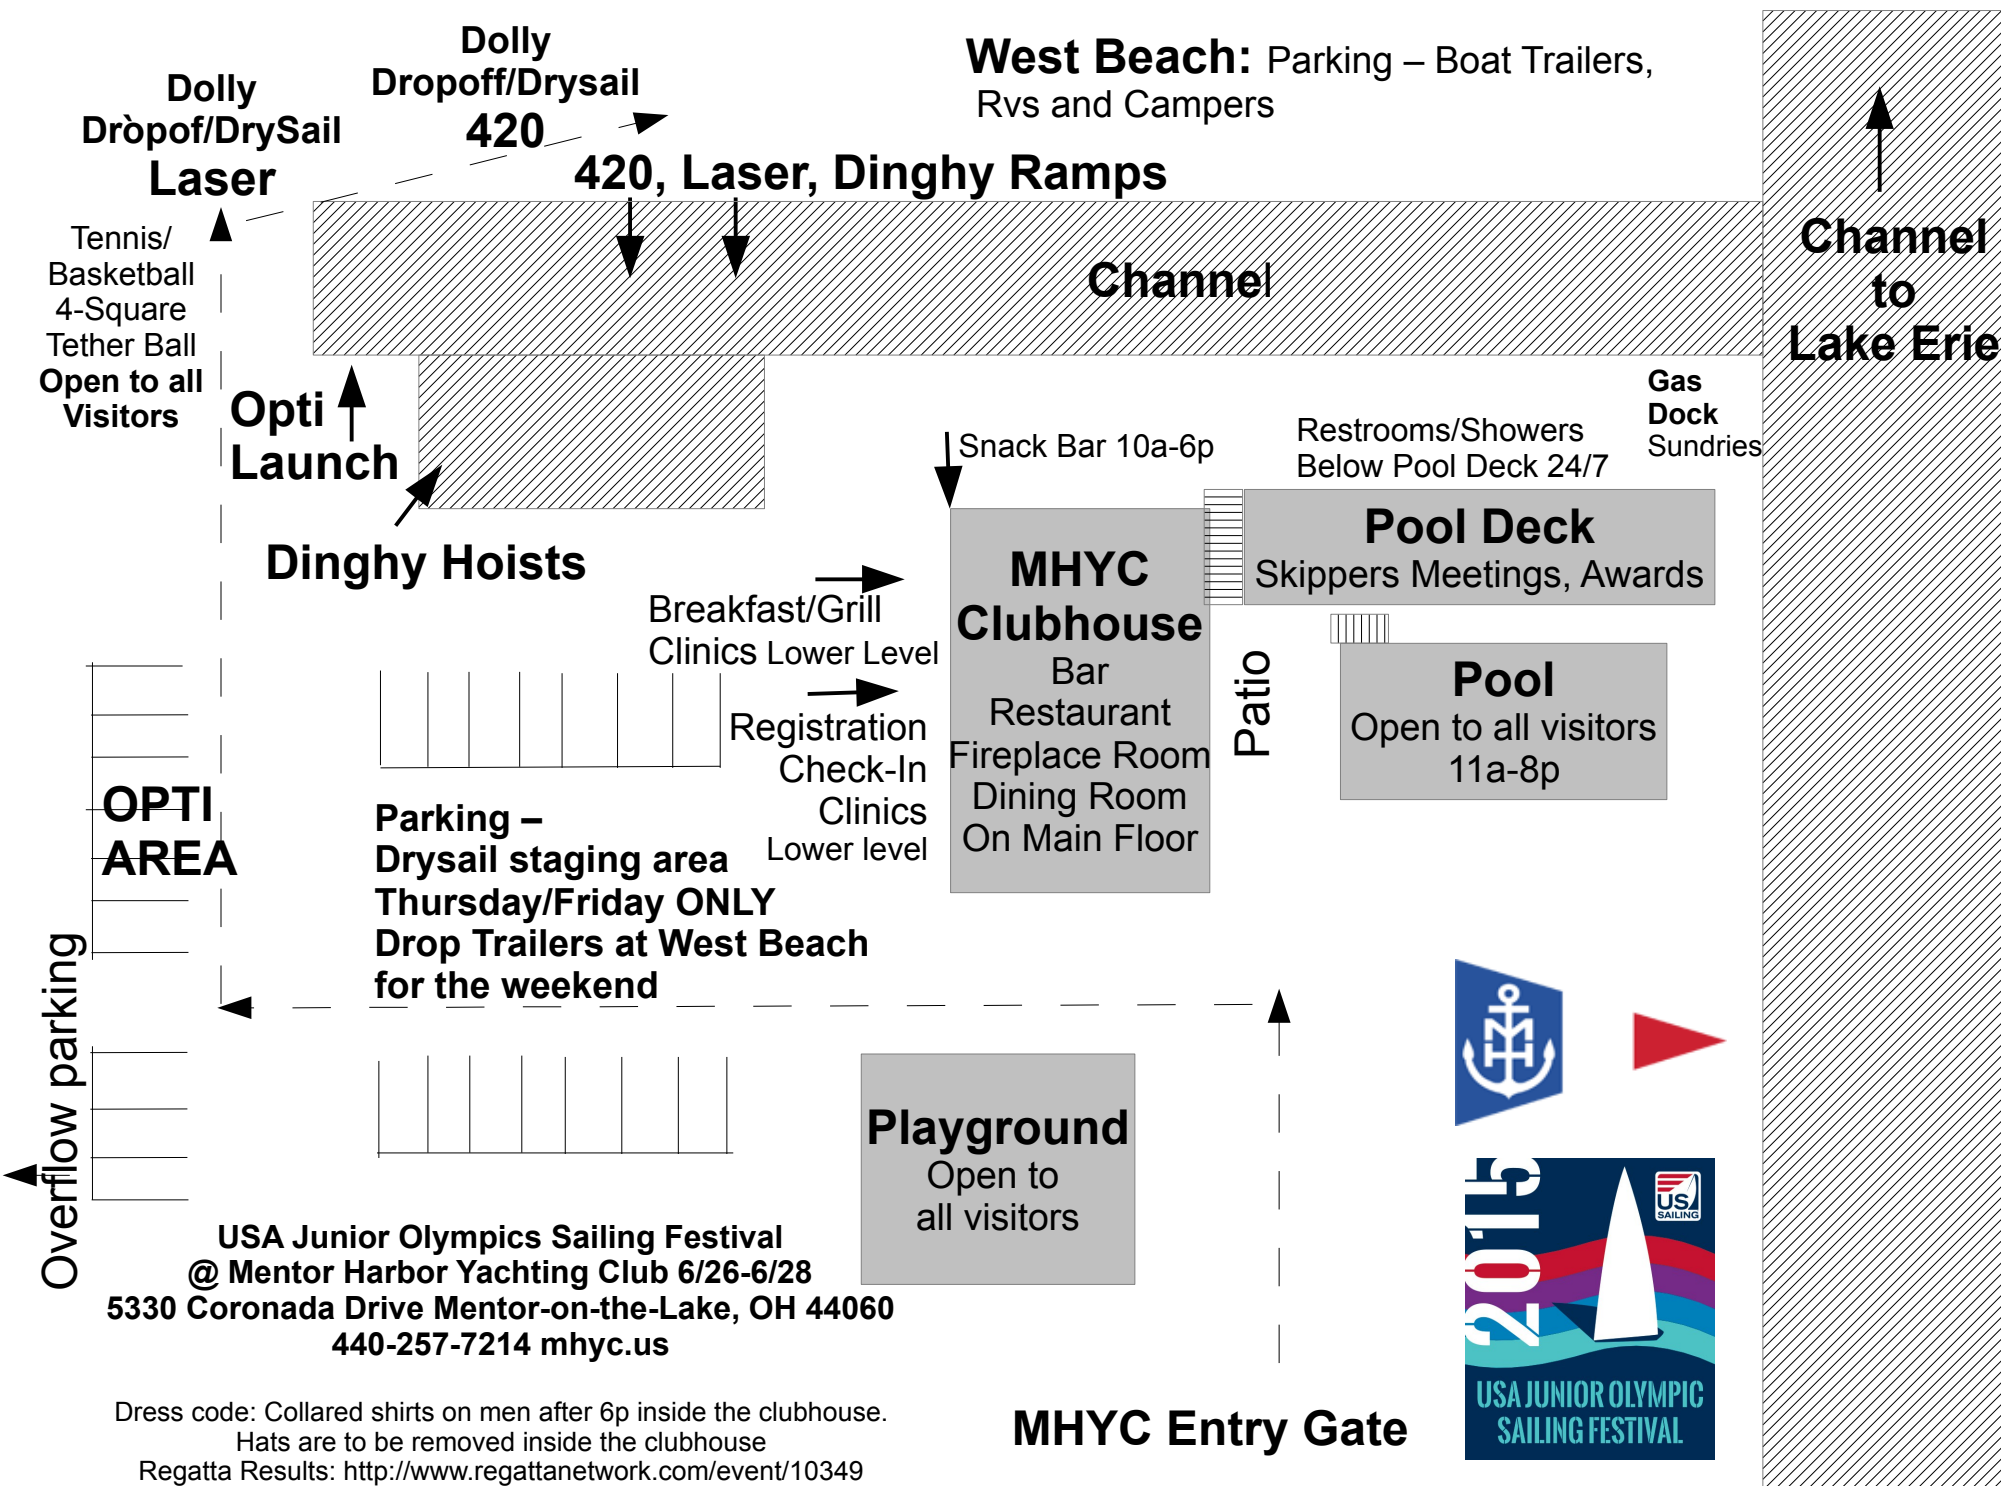 Dolly
Dropoff/Drysail
420
Dolly
Dròpof/DrySail
Laser
West Beach: Parking – Boat Trailers,
Rvs and Campers
420, Laser, Dinghy Ramps
Tennis/
Basketball
4-Square
Tether Ball
Open to all
Visitors
Channel
Channel
to
Lake Erie
Opti
Launch
Dinghy Hoists
Gas
Dock
Sundries
Snack Bar 10a-6p
Restrooms/Showers
Below Pool Deck 24/7
Pool Deck
Skippers Meetings, Awards
MHYC
Clubhouse
Bar
Restaurant
Fireplace Room
Dining Room
On Main Floor
Breakfast/Grill
Clinics Lower Level
Registration
Check-In
Clinics
Lower level
Patio
Pool
Open to all visitors
11a-8p
OPTI
AREA
Parking –
Drysail staging area
Thursday/Friday ONLY
Drop Trailers at West Beach
for the weekend
Overflow parking
Playground
Open to
all visitors
MH
2015
US
SAILING
USA JUNIOR OLYMPIC
SAILING FESTIVAL
USA Junior Olympics Sailing Festival
@ Mentor Harbor Yachting Club 6/26-6/28
5330 Coronada Drive Mentor-on-the-Lake, OH 44060
440-257-7214 mhyc.us
Dress code: Collared shirts on men after 6p inside the clubhouse.
Hats are to be removed inside the clubhouse
Regatta Results: http://www.regattanetwork.com/event/10349
MHYC Entry Gate